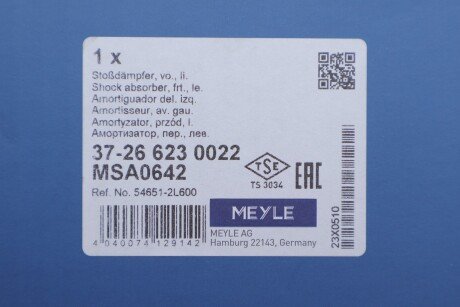 1 x
Stoßdämpfer, vo., li.
Shock absorber, frt., le.
Amortiguador del. izq.
Amortisseur, av. gau.
Amortyzator, przód, l.
Амортизатор, пер., лев.
37-26 623 0022
MSA0642
Ref. No. 54651-2L600
TSE
TS 3034
EAC
MEYLE
MEYLE AG
Hamburg 22143, Germany
4 040074 129142
23X0510